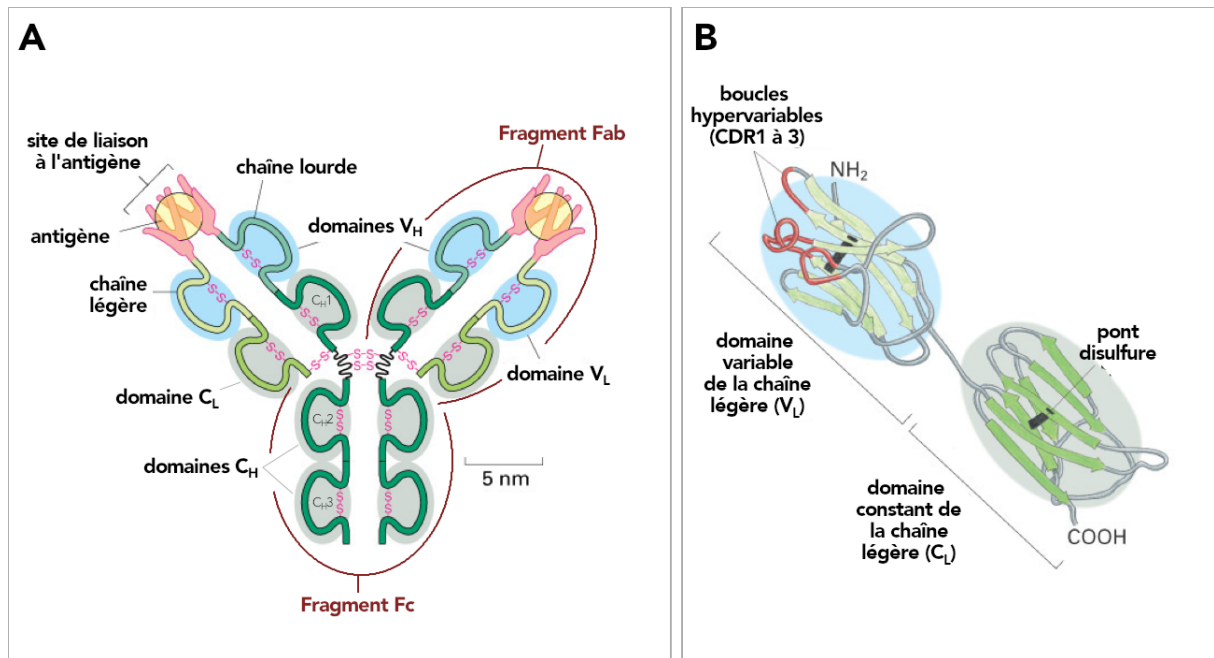 A
site de liaison
à l'antigène
chaîne lourde
Fragment Fab
antigène
domaines VH
chaîne
légère
CH1
S-S
S-S
S-S
S-S
S-S
S-S
S-S
S-S
S-S
S-S
S-S
S-S
domaine VL
domaine CL
CH2
S-S
S-S
domaines CH
5 nm
CH3
S-S
S-S
Fragment Fc
B
boucles
hypervariables
(CDR1 à 3)
NH2
domaine
variable
de la chaîne
légère (VL)
pont
disulfure
domaine
constant de
la chaîne
légère (CL)
COOH